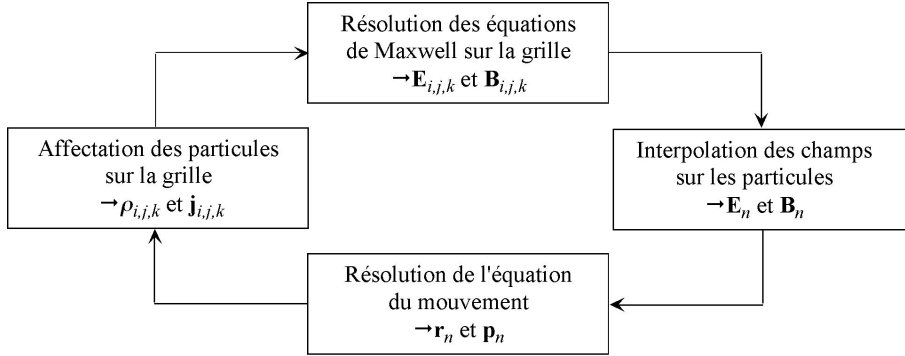 Résolution des équations
de Maxwell sur la grille
→E_{i,j,k} et B_{i,j,k}
Affectation des particules
sur la grille
→ρ_{i,j,k} et j_{i,j,k}
Interpolation des champs
sur les particules
→E_n et B_n
Résolution de l'équation
du mouvement
→r_n et p_n